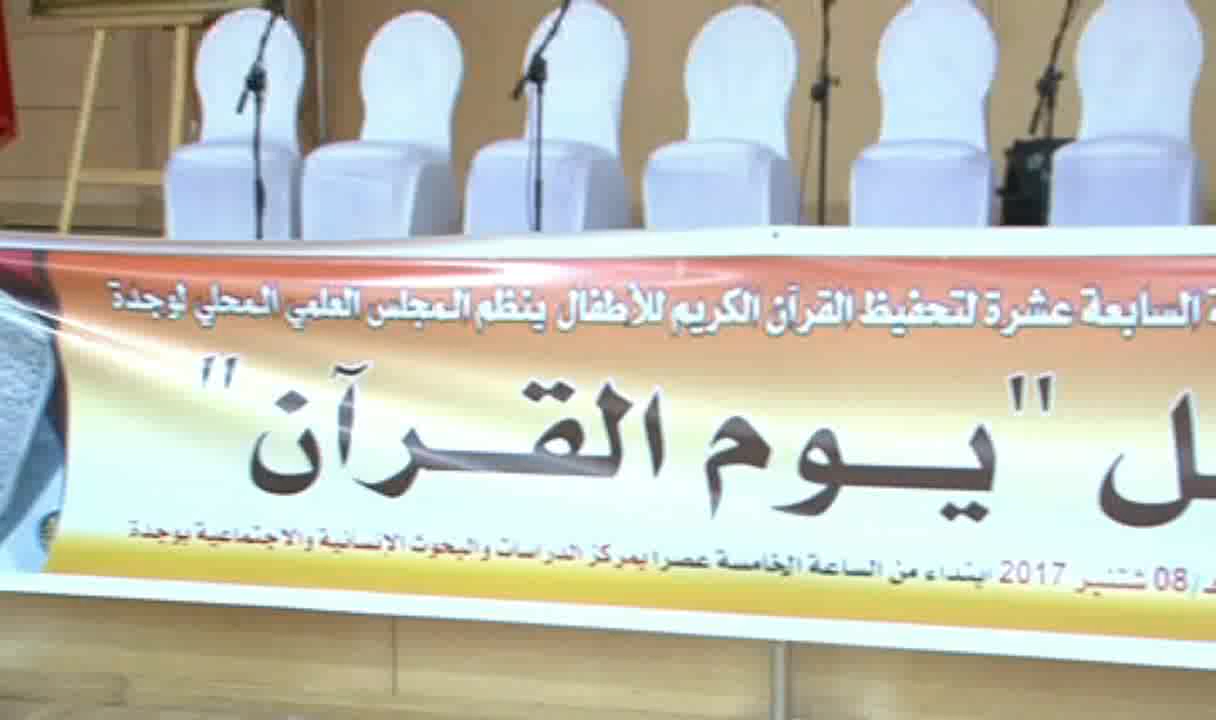 السابعة عشرة لتحفيظ القرآن الكريم للأطفال ينظم المجلس العلمي المحلي لوجدة
"يوم القرآن"
08 شتنبر 2017 ابتداء من الساعة الخامسة عصرا بمركز الدراسات والبحوث الانسانية والاجتماعية بوجدة